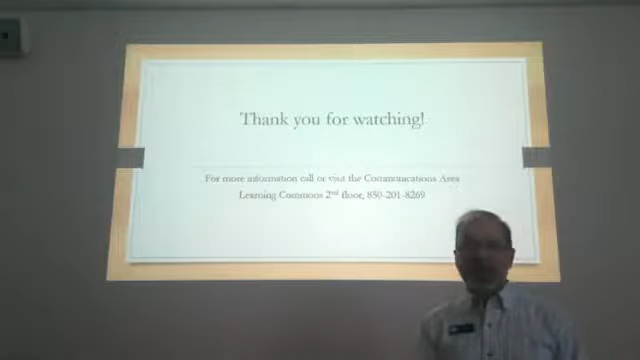 Thank you for watching!
For more information call or visit the Communications Area
Learning Commons 2nd floor, 850-201-8269